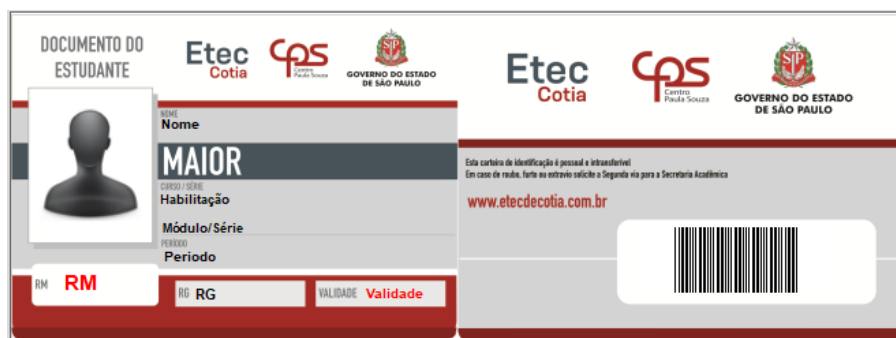 DOCUMENTO DO
ESTUDANTE
Etec
Cotia
CPS
Centro
Paula Souza
GOVERNO DO ESTADO
DE SÃO PAULO
NOME
Nome
MAIOR
CURSO / SÉRIE
Habilitação
Módulo/Série
PERÍODO
Periodo
RM RM
RG RG
VALIDADE Validade
Etec
Cotia
CPS
Centro
Paula Souza
GOVERNO DO ESTADO
DE SÃO PAULO
Esta carteira de identificação é pessoal e intransferível
Em caso de roubo, furto ou extravio solicite a Segunda via para a Secretaria Acadêmica
www.etecdecotia.com.br